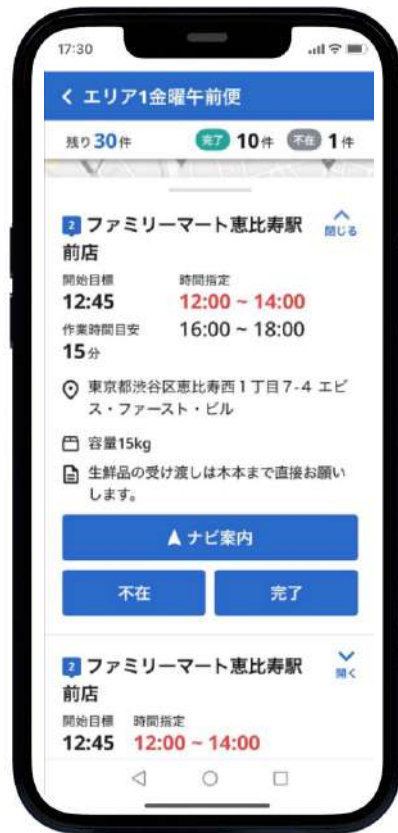 17:30
エリア1金曜午前便
残り30件 完了 10件 不在 1件
2 ファミリーマート恵比寿駅 閉じる
前店
開始目標 時間指定
12:45 12:00 ~ 14:00
作業時間目安 16:00 ~ 18:00
15分
東京都渋谷区恵比寿西1丁目7-4 エビ
ス・ファースト・ビル
容量15kg
生鮮品の受け渡しは木本まで直接お願い
します。
ナビ案内
不在 完了
2 ファミリーマート恵比寿駅 開く
前店
開始目標 時間指定
12:45 12:00 ~ 14:00